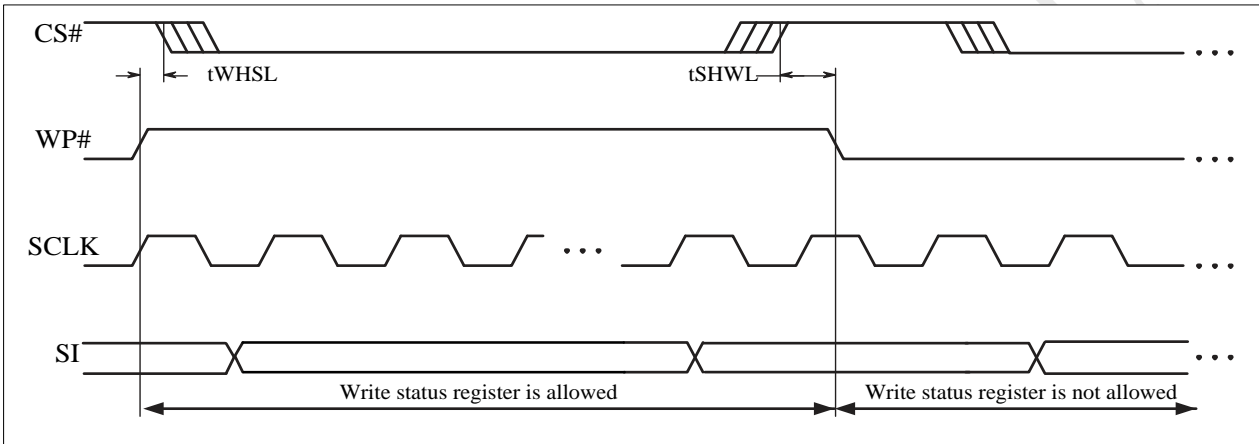 CS#
tWHSL
tSHWL
WP#
SCLK
SI
Write status register is allowed
Write status register is not allowed